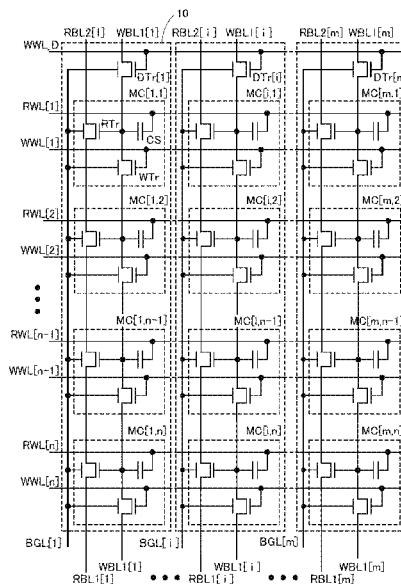 10
RBL2[1] WBL1[1] RBL2[i] WBL1[i] RBL2[m] WBL1[m]
WWL_D
DTr[1] DTr[i] DTr[m]
MC[1,1] MC[i,1] MC[m,1]
RWL[1]
RTr
CS
WWL[1]
WTr
MC[1,2] MC[i,2] MC[m,2]
RWL[2]
WWL[2]
MC[1,n-1] MC[i,n-1] MC[m,n-1]
RWL[n-1]
WWL[n-1]
MC[1,n] MC[i,n] MC[m,n]
RWL[n]
WWL[n]
BGL[1] BGL[i] BGL[m]
WBL1[1] WBL1[i] WBL1[m]
RBL1[1] RBL1[i] RBL1[m]